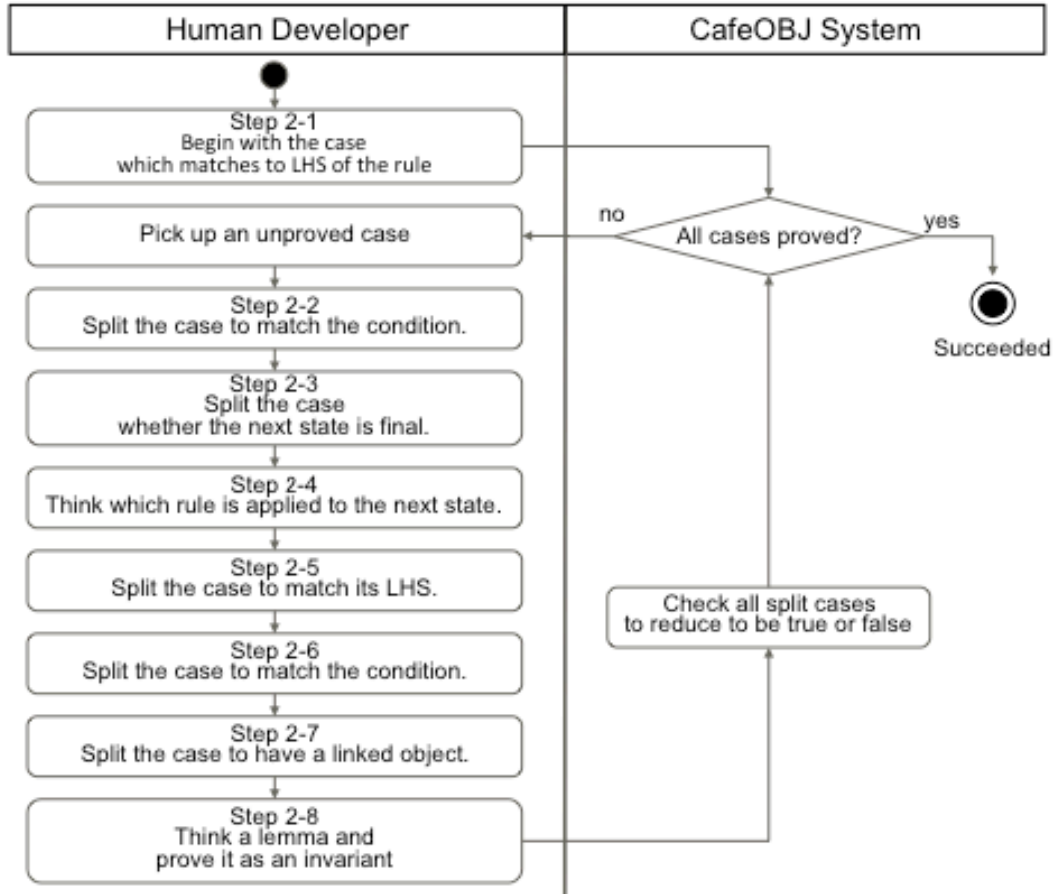 Human Developer
CafeOBJ System
Step 2-1
Begin with the case
which matches to LHS of the rule
no
yes
Pick up an unproved case
All cases proved?
Step 2-2
Split the case to match the condition.
Succeeded
Step 2-3
Split the case
whether the next state is final.
Step 2-4
Think which rule is applied to the next state.
Step 2-5
Split the case to match its LHS.
Check all split cases
to reduce to be true or false
Step 2-6
Split the case to match the condition.
Step 2-7
Split the case to have a linked object.
Step 2-8
Think a lemma and
prove it as an invariant